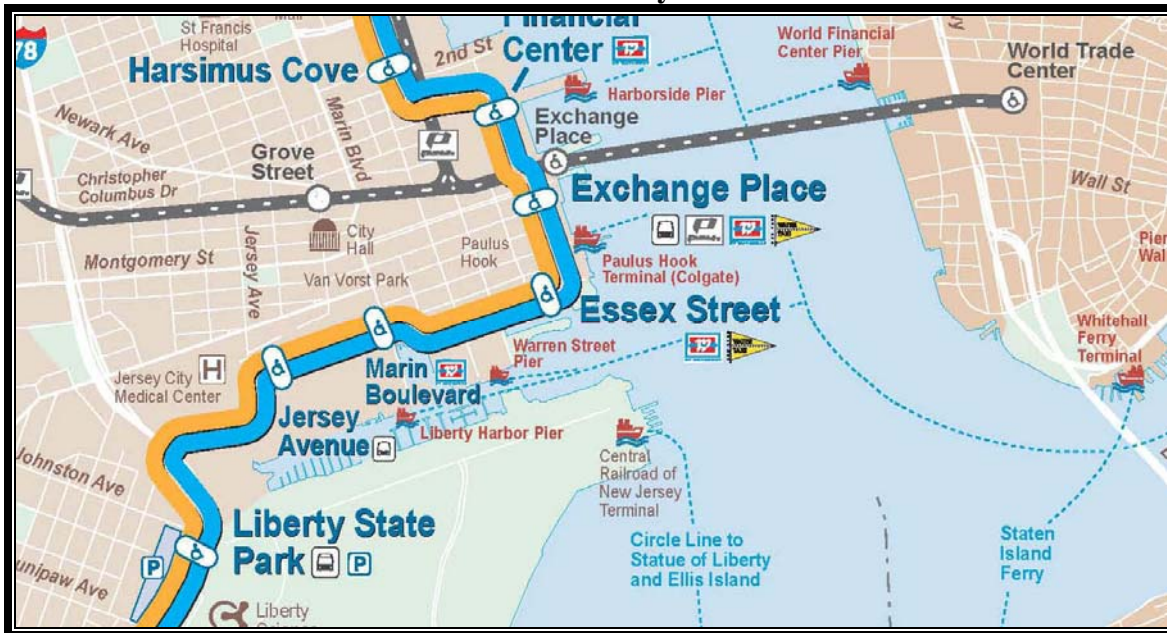 St Francis
Hospital
78
Harsimus Cove
2nd St
Financial
Center
Harborside Pier
World Financial
Center Pier
World Trade
Center
Newark Ave
Marin Blvd
Christopher
Columbus Dr
Grove
Street
Exchange
Place
Exchange Place
Wall St
City
Hall
Paulus
Hook
Montgomery St
Jersey Ave
Van Vorst Park
Paulus Hook
Terminal (Colgate)
Essex Street
Whitehall
Ferry
Terminal
Warren Street
Pier
Marin
Boulevard
H
Jersey City
Medical Center
Jersey
Avenue
Liberty Harbor Pier
Central
Railroad of
New Jersey
Terminal
Johnston Ave
Liberty State
Park P
P
Circle Line to
Statue of Liberty
and Ellis Island
Staten
Island
Ferry
Liberty